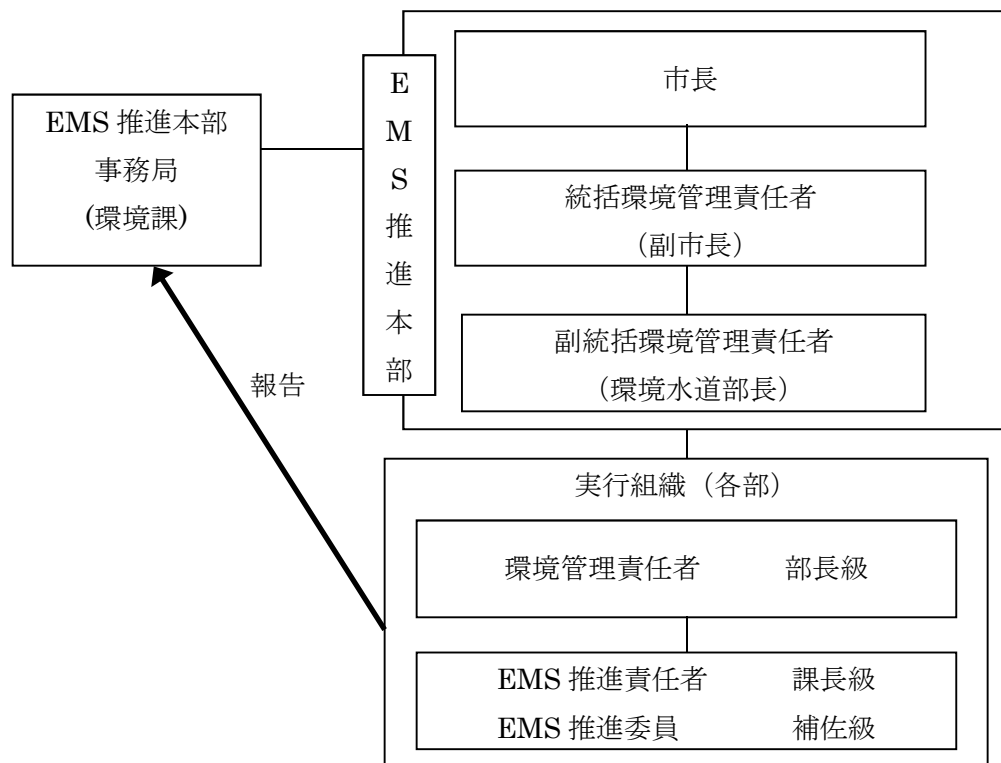 EMS 推進本部
事務局
(環境課)
EMS推進本部
市長
統括環境管理責任者
（副市長）
副統括環境管理責任者
（環境水道部長）
報告
実行組織（各部）
環境管理責任者 部長級
EMS 推進責任者 課長級
EMS 推進委員 補佐級